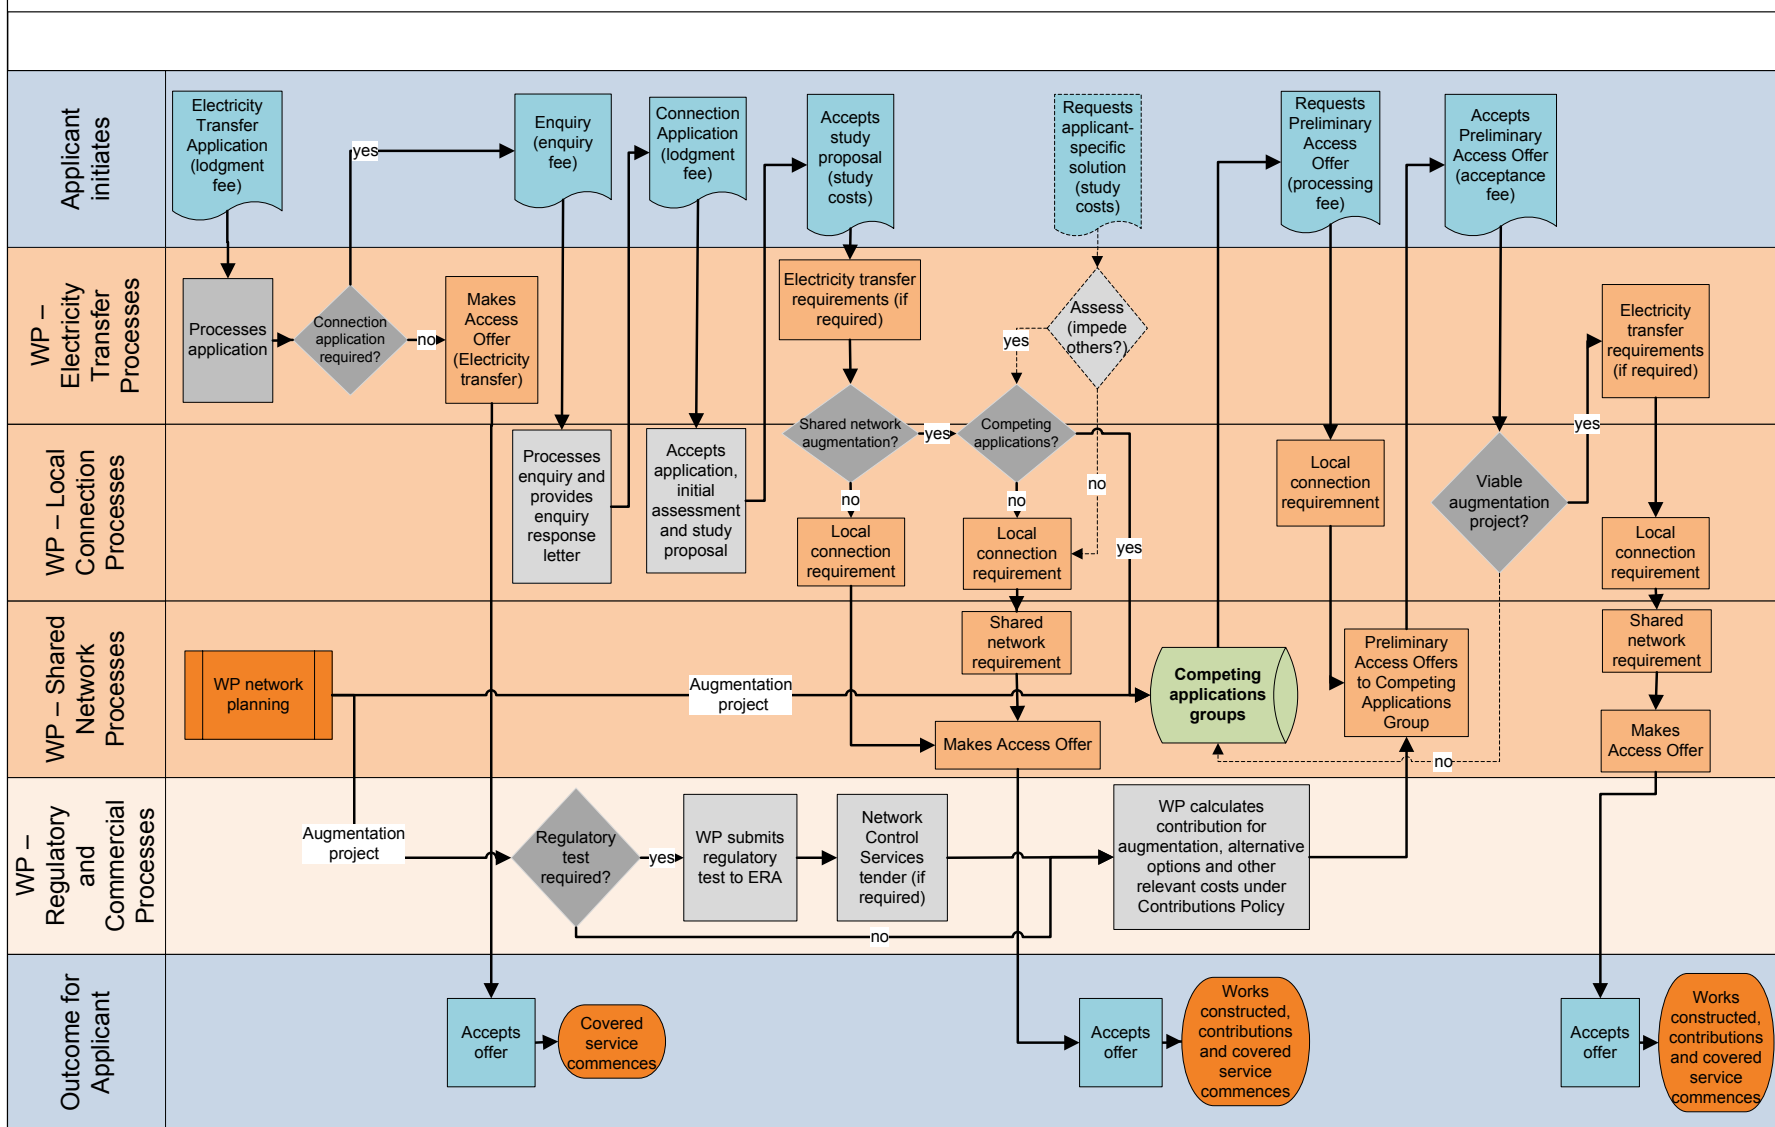 Applicant
initiates
Electricity
Transfer
Application
(lodgment
fee)
yes
Enquiry
(enquiry
fee)
Connection
Application
(lodgment
fee)
Accepts
study
proposal
(study
costs)
Requests
applicant-
specific
solution
(study
costs)
Requests
Preliminary
Access
Offer
(processing
fee)
Accepts
Preliminary
Access Offer
(acceptance
fee)
WP –
Electricity
Transfer
Processes
Processes
application
Connection
application
required?
no
Makes
Access
Offer
(Electricity
transfer)
Electricity transfer
requirements (if
required)
Assess
(impede
others?)
yes
no
Electricity
transfer
requirements
(if required)
Shared network
augmentation?
yes
Competing
applications?
yes
WP – Local
Connection
Processes
Processes
enquiry and
provides
enquiry
response
letter
Accepts
application,
initial
assessment
and study
proposal
no
Local
connection
requirement
no
Local
connection
requirement
yes
Local
connection
requiremnent
Viable
augmentation
project?
Local
connection
requirement
WP – Shared
Network
Processes
WP network
planning
Augmentation
project
Shared
network
requirement
Makes Access Offer
Competing
applications
groups
Preliminary
Access Offers
to Competing
Applications
Group
no
Shared
network
requirement
Makes
Access Offer
WP –
Regulatory
and
Commercial
Processes
Augmentation
project
Regulatory
test
required?
yes
WP submits
regulatory
test to ERA
Network
Control
Services
tender (if
required)
no
WP calculates
contribution for
augmentation, alternative
options and other
relevant costs under
Contributions Policy
Outcome for
Applicant
Accepts
offer
Covered
service
commences
Accepts
offer
Works
constructed,
contributions
and covered
service
commences
Accepts
offer
Works
constructed,
contributions
and covered
service
commences